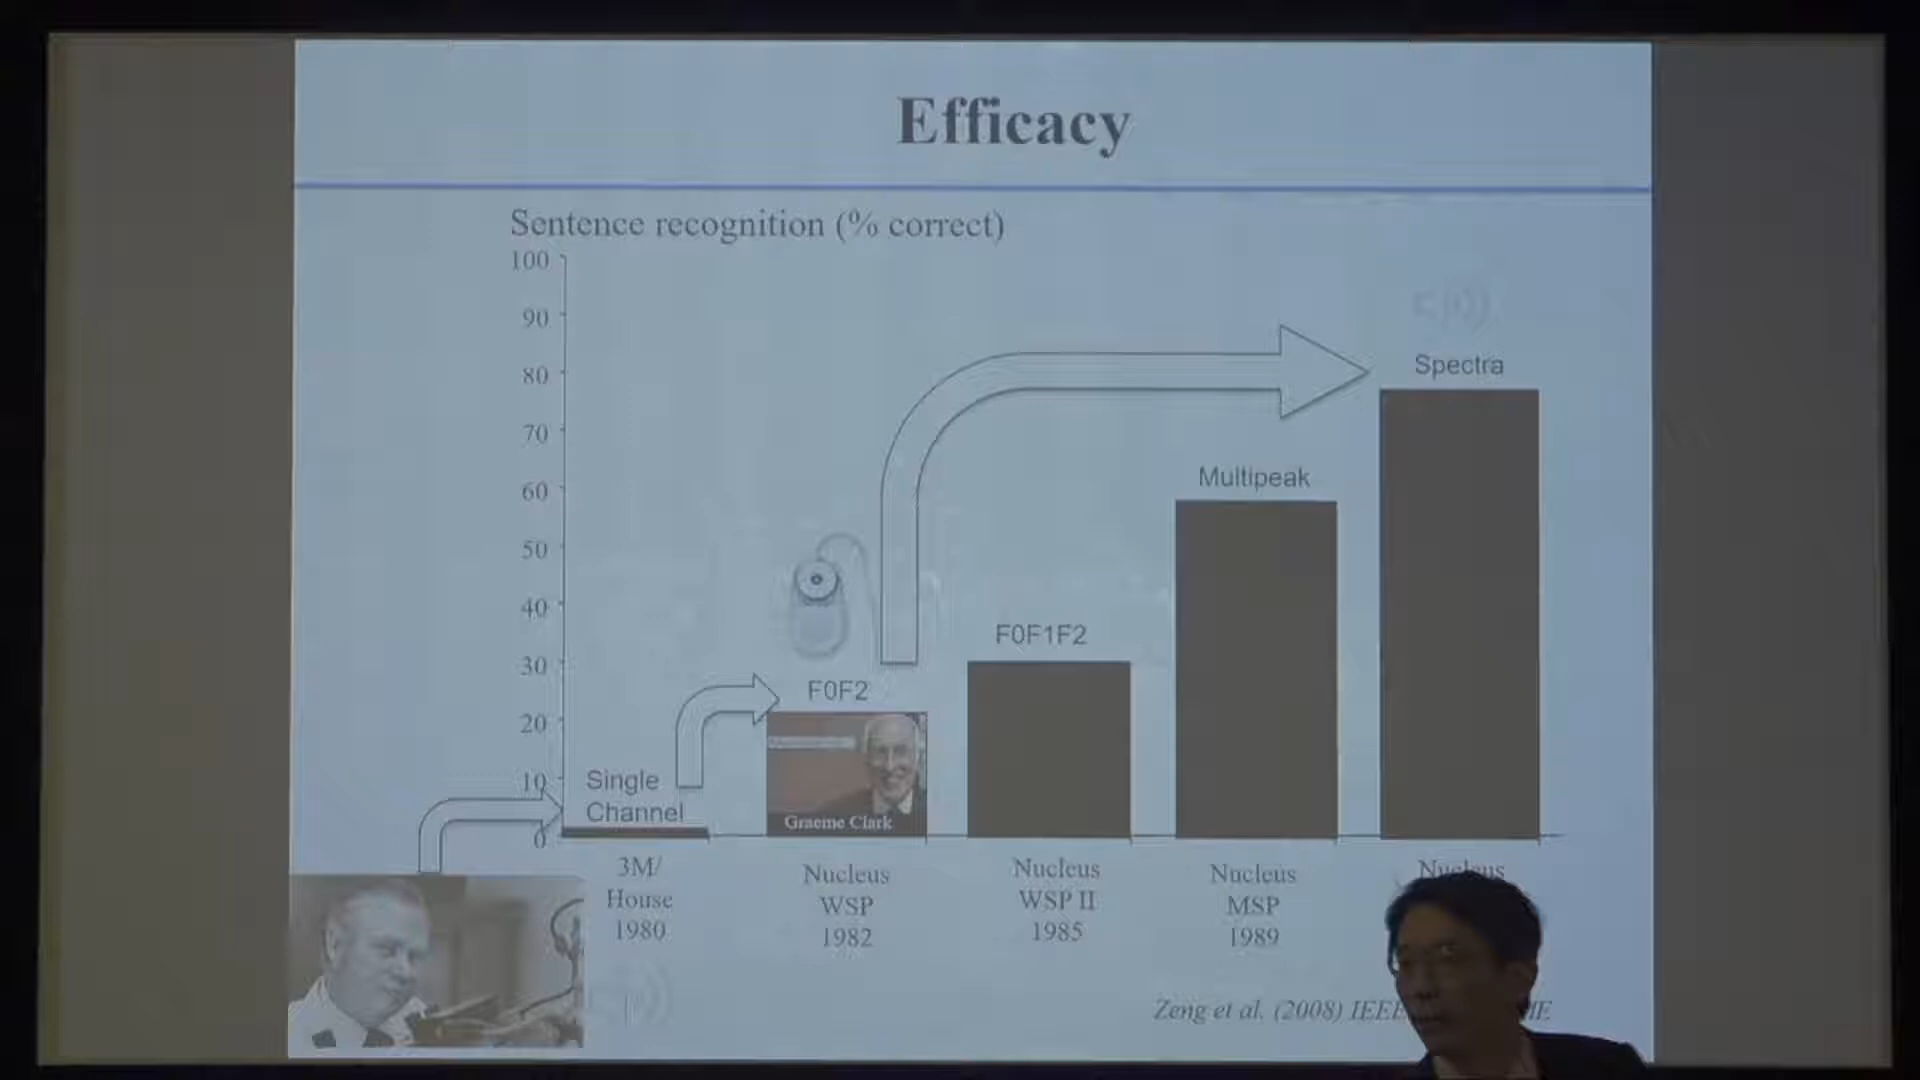 Efficacy
Sentence recognition (% correct)
100
90
80
70
60
50
40
30
20
10
0
Spectra
Multipeak
F0F1F2
F0F2
Single
Channel
Graeme Clark
3M/
House
1980
Nucleus
WSP
1982
Nucleus
WSP II
1985
Nucleus
MSP
1989
Nucleus
Zeng et al. (2008) IEEE